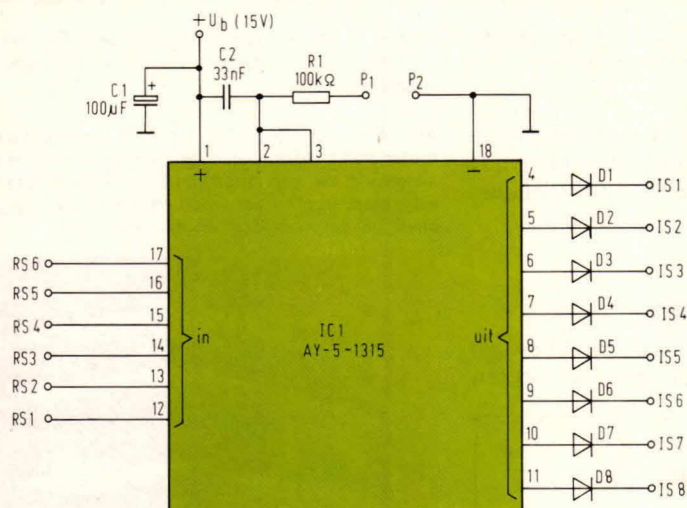 +U_b (15V)
C1
100µF
+
C2
33nF
R1
100kΩ
P1
P2
1
2
3
18
+
−
RS6
17
RS5
16
RS4
15
RS3
14
RS2
13
RS1
12
in
IC1
AY-5-1315
uit
4
D1
IS1
5
D2
IS2
6
D3
IS3
7
D4
IS4
8
D5
IS5
9
D6
IS6
10
D7
IS7
11
D8
IS8